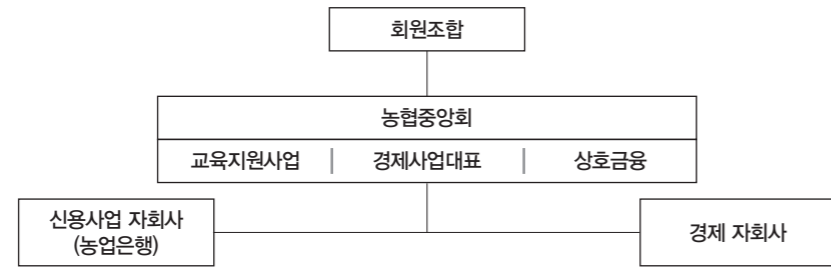 회원조합
농협중앙회
교육지원사업
경제사업대표
상호금융
신용사업 자회사
(농업은행)
경제 자회사